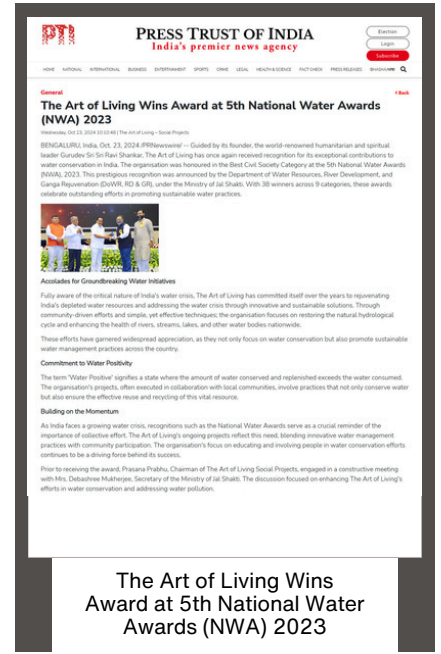 PTI
PRESS TRUST OF INDIA
India's premier news agency
Election
Login
Subscribe
HOME NATIONAL INTERNATIONAL BUSINESS ENTERTAINMENT SPORTS CRIME LEGAL HEALTH&SCIENCE FACT CHECK PRESS RELEASES
General
Back
The Art of Living Wins Award at 5th National Water Awards
(NWA) 2023
Wednesday, Oct 23, 2024 10:10:48 | The Art of Living - Social Projects
BENGALURU, India, Oct. 23, 2024 /PRNewswire/ -- Guided by its founder, the world-renowned humanitarian and spiritual
leader Gurudev Sri Sri Ravi Shankar, The Art of Living has once again received recognition for its exceptional contributions to
water conservation in India. The organisation was honoured in the Best Civil Society Category at the 5th National Water Awards
(NWA), 2023. This prestigious recognition was announced by the Department of Water Resources, River Development, and
Ganga Rejuvenation (DoWR, RD & GR), under the Ministry of Jal Shakti. With 38 winners across 9 categories, these awards
celebrate outstanding efforts in promoting sustainable water practices.
Accolades for Groundbreaking Water Initiatives
Fully aware of the critical nature of India's water crisis, The Art of Living has committed itself over the years to rejuvenating
India's depleted water resources and addressing the water crisis through innovative and sustainable solutions. Through
community-driven efforts and simple, yet effective techniques; the organisation focuses on restoring the natural hydrological
cycle and enhancing the health of rivers, streams, lakes, and other water bodies nationwide.
These efforts have garnered widespread appreciation, as they not only focus on water conservation but also promote sustainable
water management practices across the country.
Commitment to Water Positivity
The term 'Water Positive' signifies a state where the amount of water conserved and replenished exceeds the water consumed.
The organisation's projects, often executed in collaboration with local communities, involve practices that not only conserve water
but also ensure the effective reuse and recycling of this vital resource.
Building on the Momentum
As India faces a growing water crisis, recognitions such as the National Water Awards serve as a crucial reminder of the
importance of collective effort. The Art of Living's ongoing projects reflect this need, blending innovative water management
practices with community participation. The organisation's focus on educating and involving people in water conservation efforts
continues to be a driving force behind its success.
Prior to receiving the award, Prasana Prabhu, Chairman of The Art of Living Social Projects, engaged in a constructive meeting
with Mrs. Debashree Mukherjee, Secretary of the Ministry of Jal Shakti. The discussion focused on enhancing The Art of Living's
efforts in water conservation and addressing water pollution.
The Art of Living Wins
Award at 5th National Water
Awards (NWA) 2023